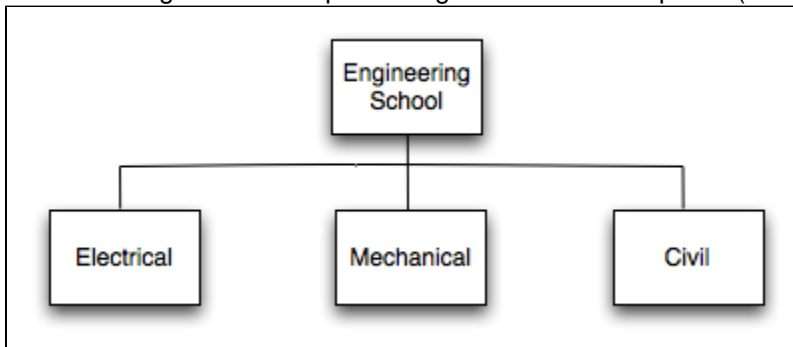 Engineering
School
Electrical
Mechanical
Civil